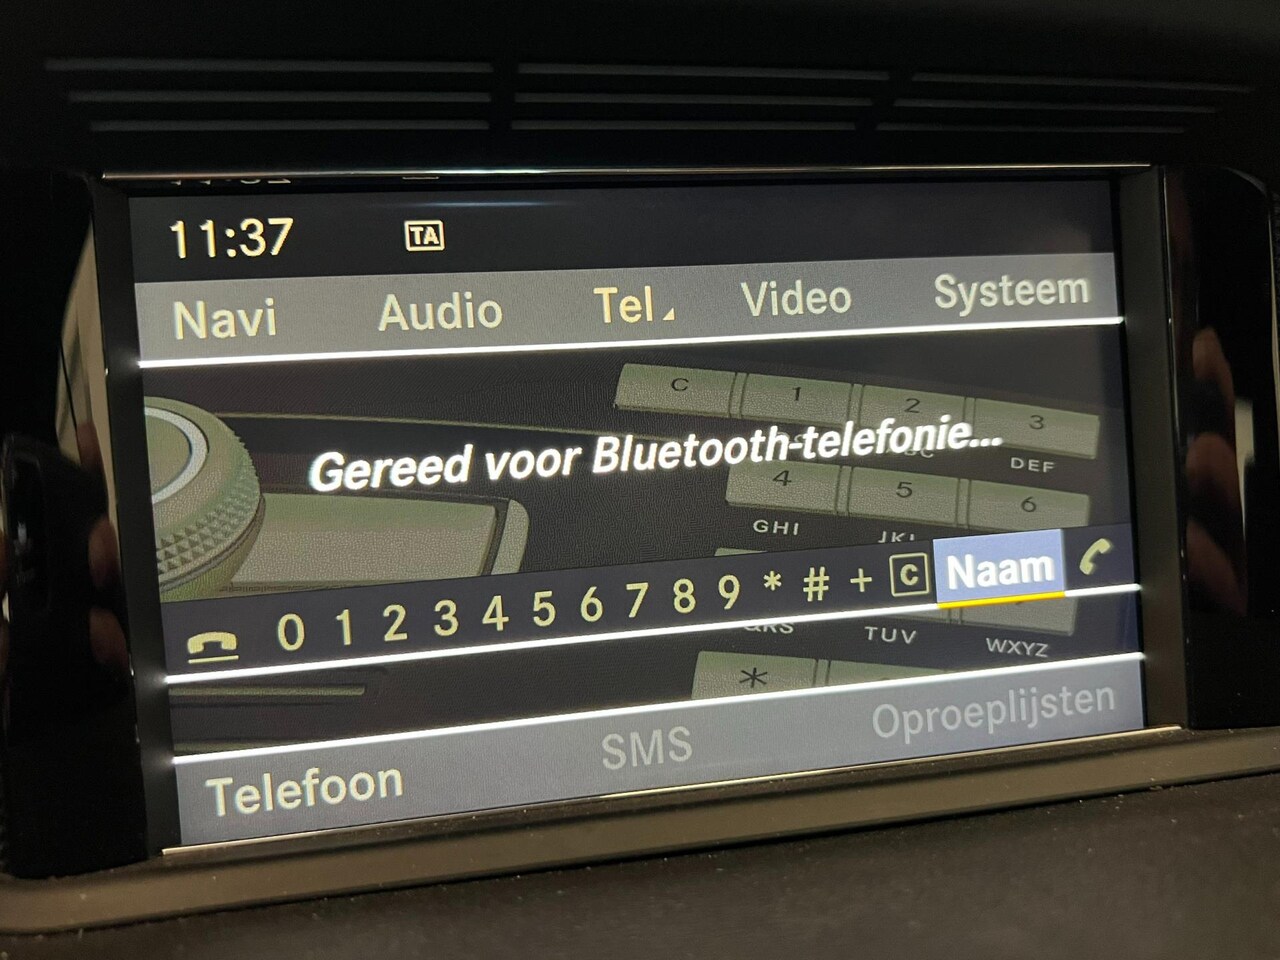 11:37 TA
Navi Audio Tel Video Systeem
C 1 2 3
Gereed voor Bluetooth-telefonie...
DEF
4 5 6
GHI JKL
0 1 2 3 4 5 6 7 8 9 * # + C Naam
TUV WXYZ
*
Telefoon SMS Oproeplijsten